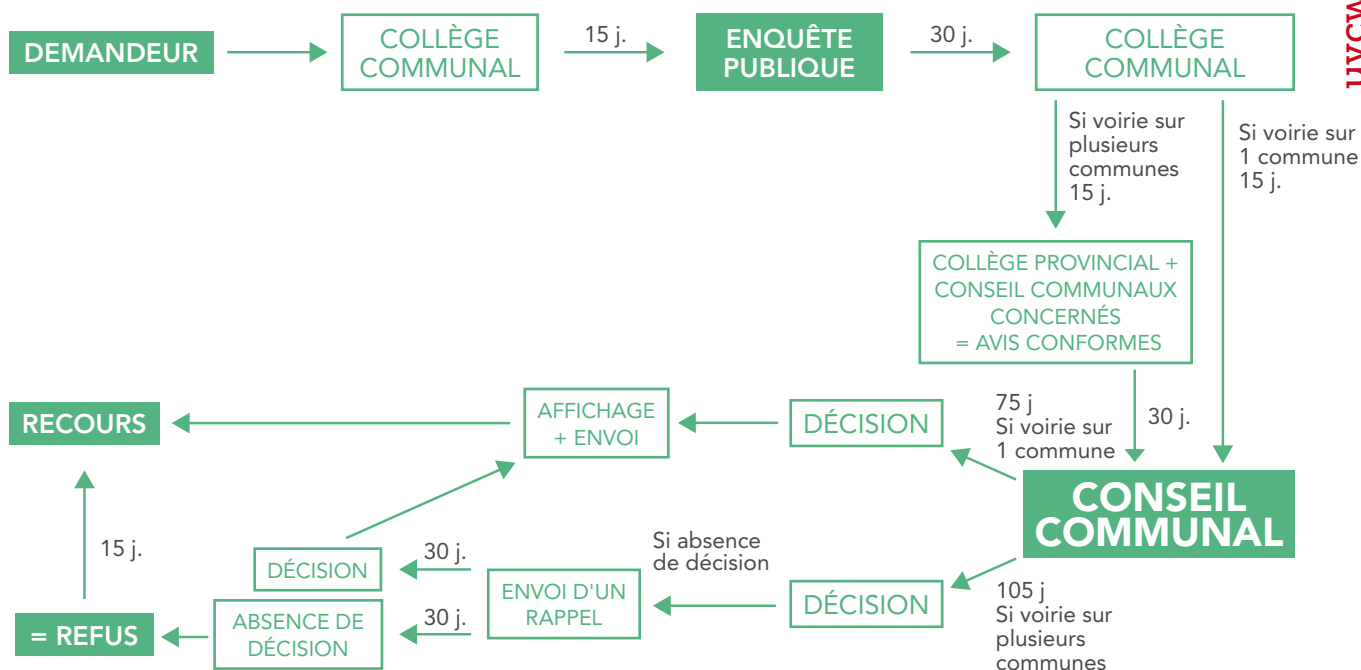 DEMANDEUR
COLLÈGE
COMMUNAL
15 j.
ENQUÊTE
PUBLIQUE
30 j.
COLLÈGE
COMMUNAL
Si voirie sur
plusieurs
communes
15 j.
Si voirie sur
1 commune
15 j.
COLLÈGE PROVINCIAL +
CONSEIL COMMUNAUX
CONCERNÉS
= AVIS CONFORMES
30 j.
75 j
Si voirie sur
1 commune
CONSEIL
COMMUNAL
DÉCISION
AFFICHAGE
+ ENVOI
RECOURS
105 j
Si voirie sur
plusieurs
communes
DÉCISION
Si absence
de décision
ENVOI D'UN
RAPPEL
30 j.
DÉCISION
30 j.
ABSENCE DE
DÉCISION
= REFUS
15 j.